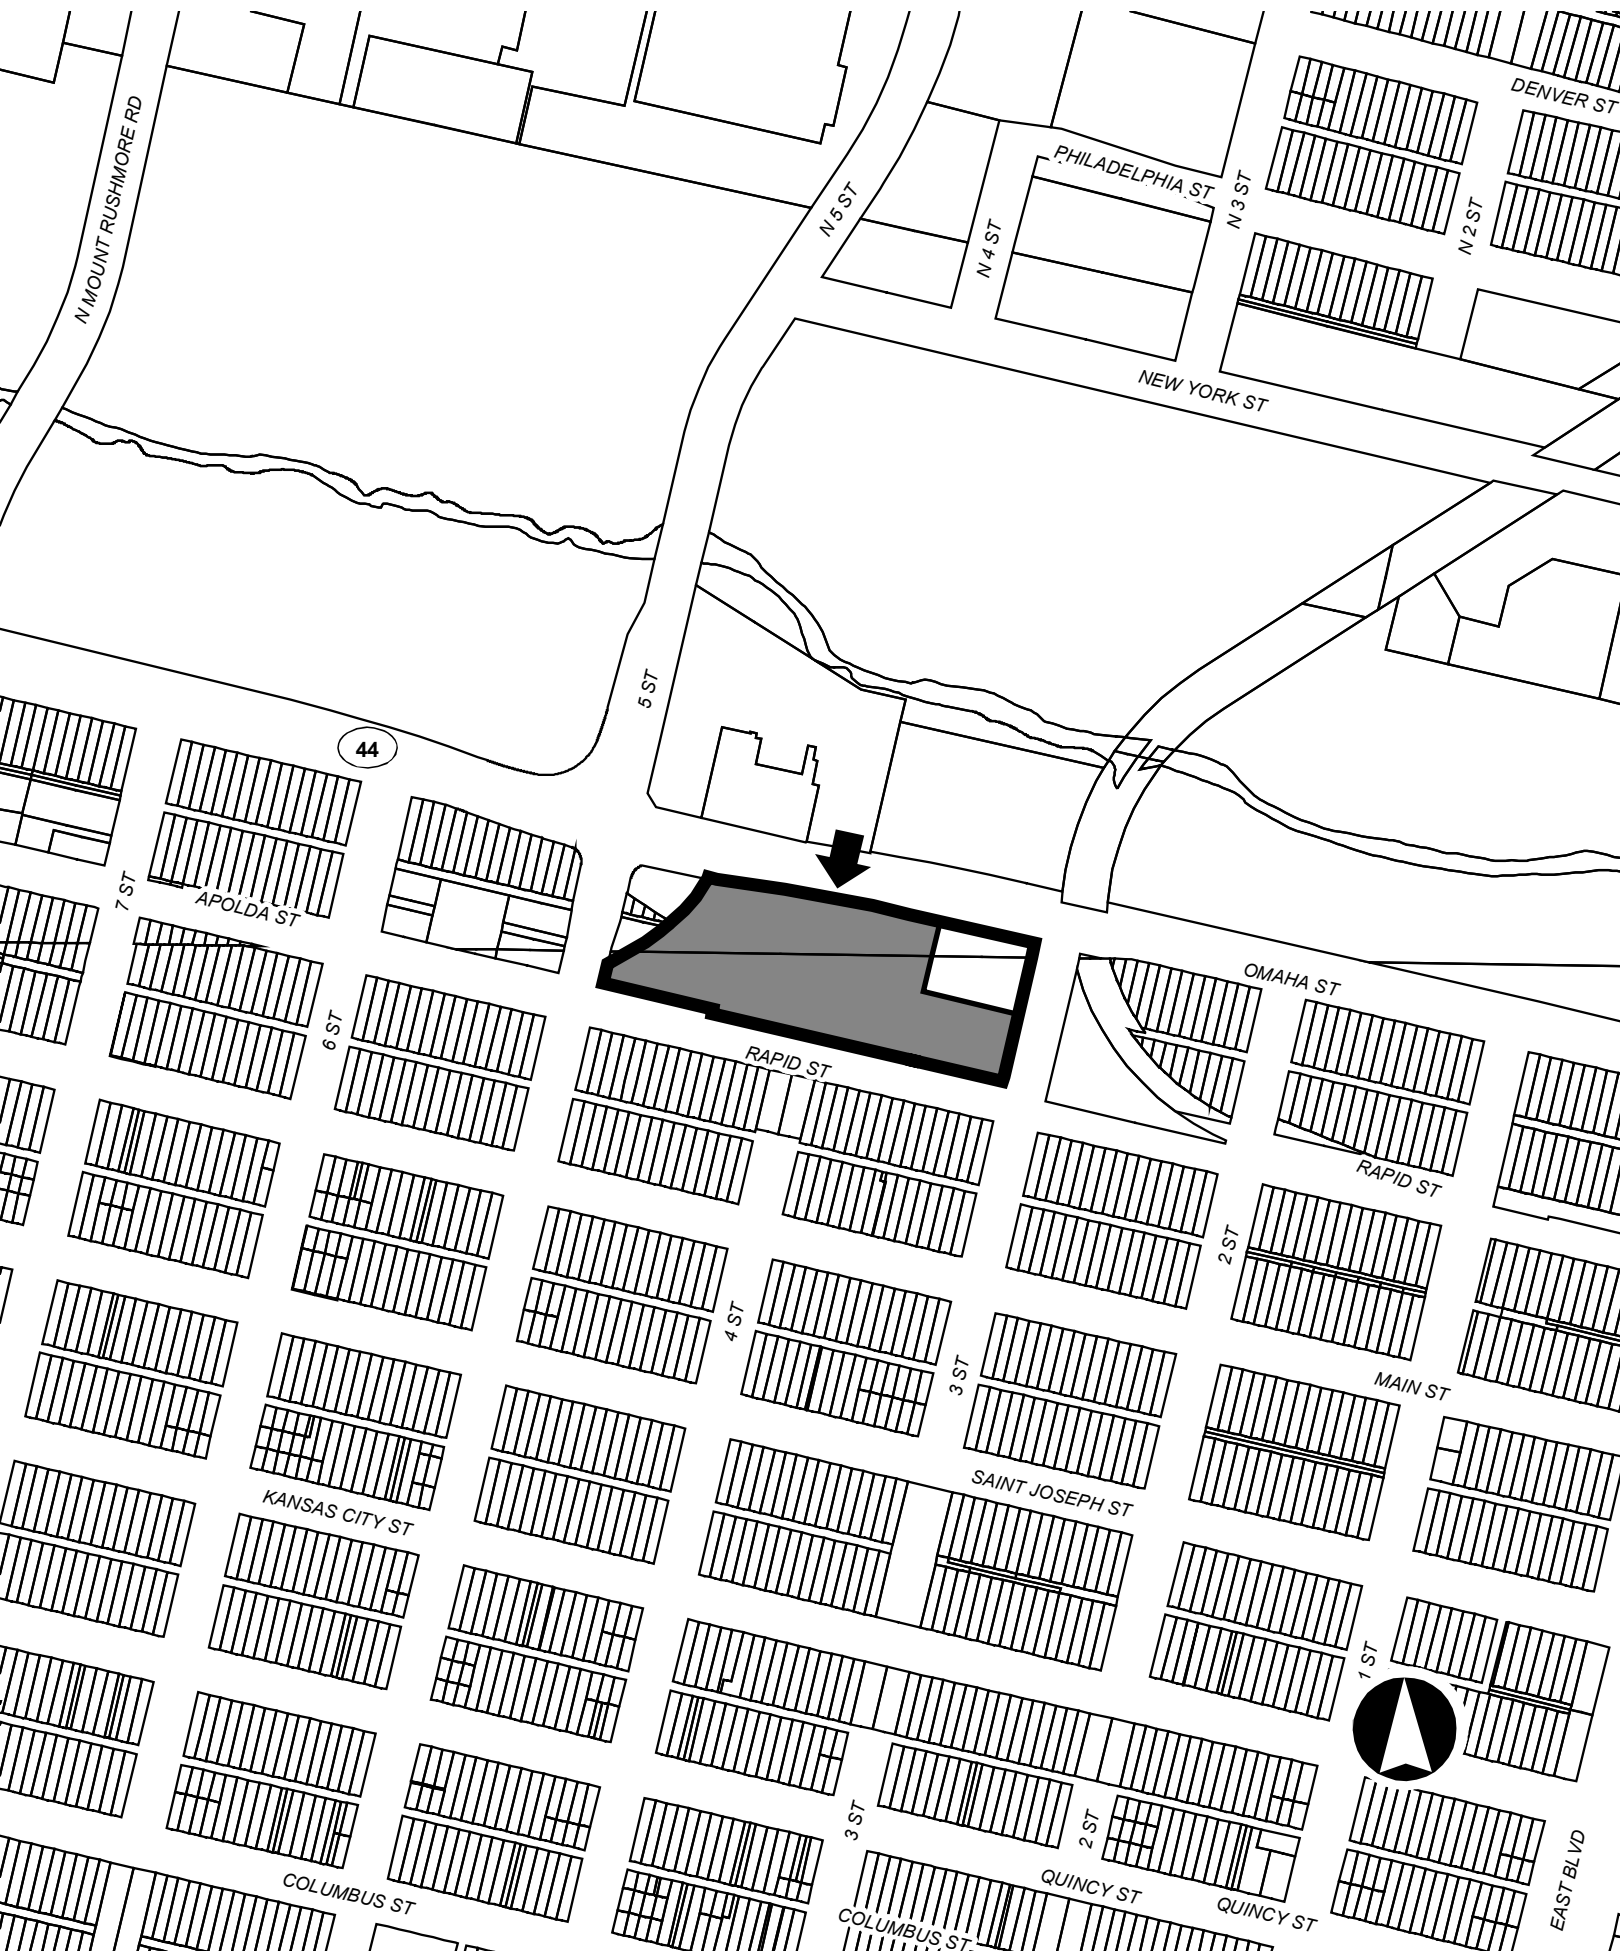 DENVER ST
N MOUNT RUSHMORE RD
PHILADELPHIA ST
N 5 ST
N 3 ST
N 2 ST
N 4 ST
NEW YORK ST
5 ST
44
7 ST
APOLDA ST
OMAHA ST
6 ST
RAPID ST
RAPID ST
2 ST
4 ST
3 ST
MAIN ST
SAINT JOSEPH ST
KANSAS CITY ST
1 ST
3 ST
2 ST
EAST BLVD
COLUMBUS ST
QUINCY ST
QUINCY ST
COLUMBUS ST